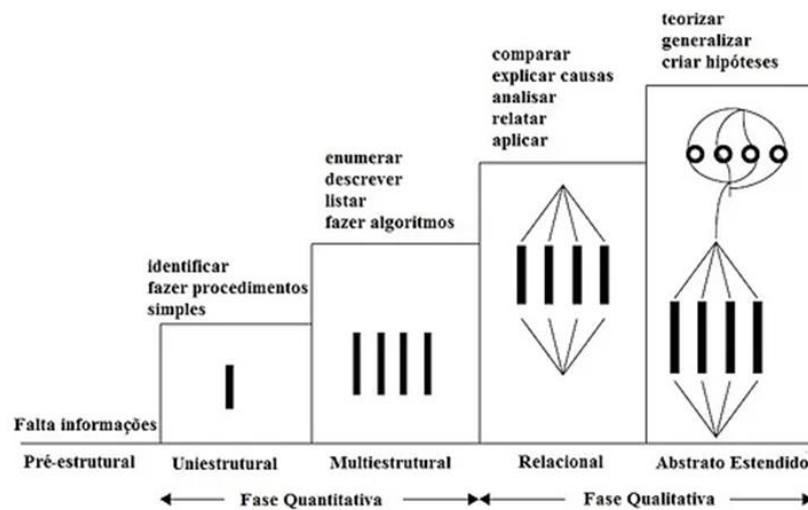 teorizar
generalizar
criar hipóteses
comparar
explicar causas
analisar
relatar
aplicar
enumerar
descrever
listar
fazer algoritmos
identificar
fazer procedimentos
simples
Falta informações
Pré-estrutural
Uniestrutural
Multiestrutural
Relacional
Abstrato Estendido
Fase Quantitativa
Fase Qualitativa